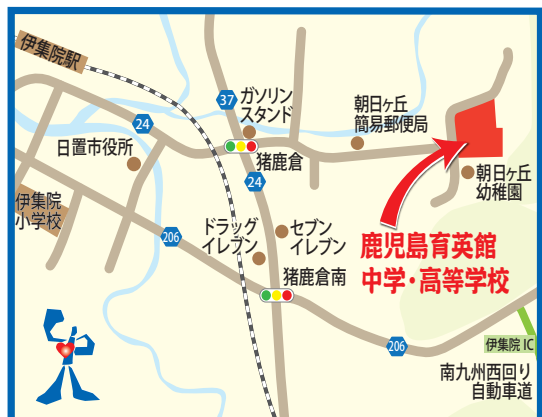 伊集院駅
37
ガソリン
スタンド
朝日ヶ丘
簡易郵便局
24
日置市役所
猪鹿倉
24
朝日ヶ丘
幼稚園
伊集院
小学校
206
ドラッグ
イレブン
セブン
イレブン
鹿児島育英館
中学・高等学校
猪鹿倉南
206
伊集院 IC
南九州西回り
自動車道